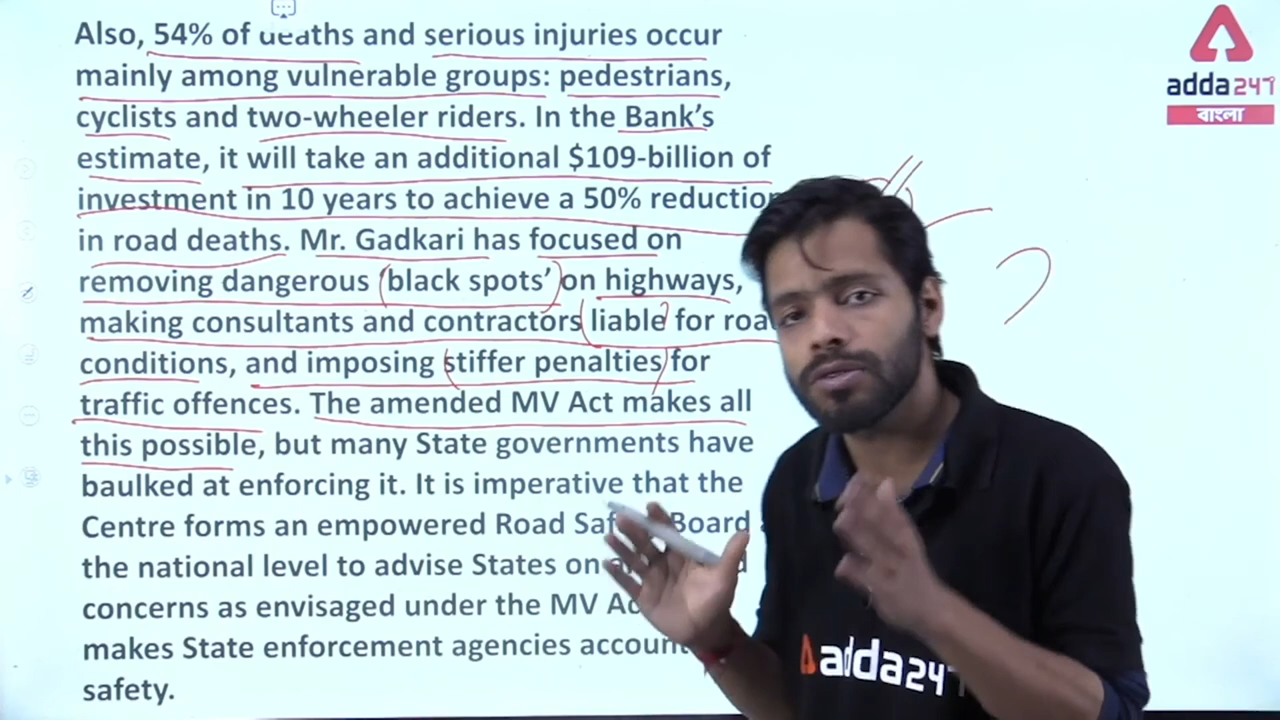 Also, 54% of deaths and serious injuries occur
mainly among vulnerable groups: pedestrians,
cyclists and two-wheeler riders. In the Bank's
estimate, it will take an additional $109-billion of
investment in 10 years to achieve a 50% reduction
in road deaths. Mr. Gadkari has focused on
removing dangerous 'black spots' on highways,
making consultants and contractors liable for road
conditions, and imposing stiffer penalties for
traffic offences. The amended MV Act makes all
this possible, but many State governments have
baulked at enforcing it. It is imperative that the
Centre forms an empowered Road Safety Board
the national level to advise States on
concerns as envisaged under the MV Act
makes State enforcement agencies
safety.
adda247
বাংলা
adda247